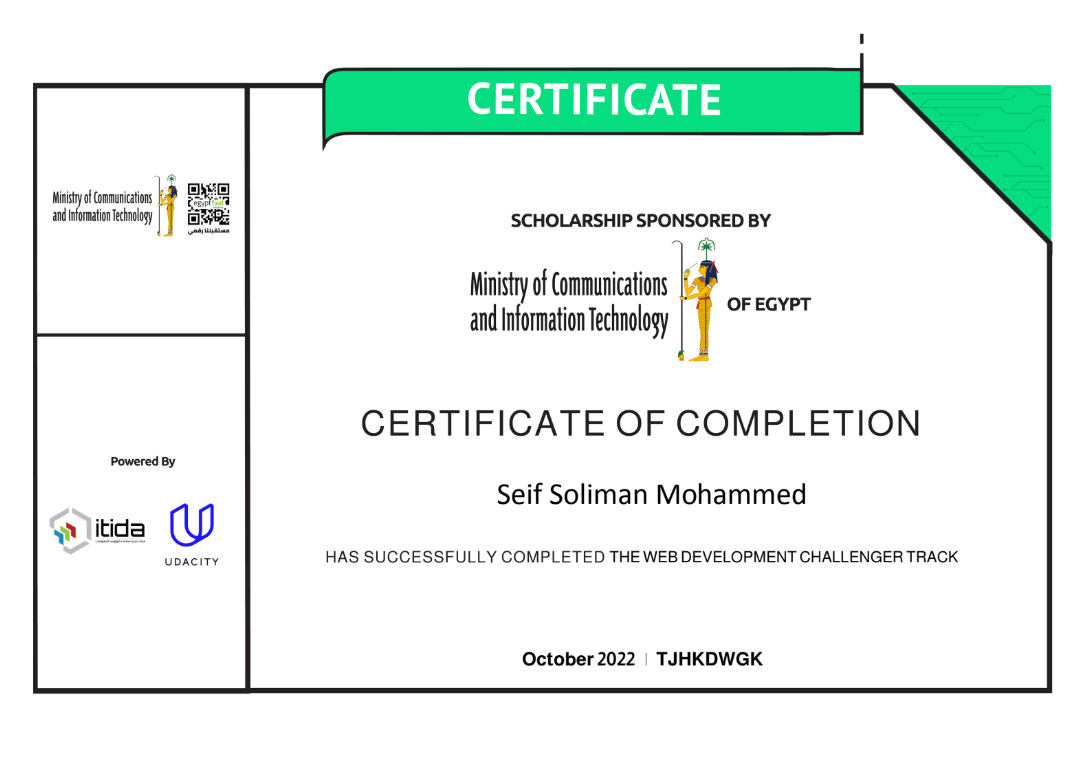 CERTIFICATE
Ministry of Communications
and Information Technology
egypt fwd
مستقبلنا رقمي
SCHOLARSHIP SPONSORED BY
Ministry of Communications
and Information Technology
OF EGYPT
CERTIFICATE OF COMPLETION
Seif Soliman Mohammed
HAS SUCCESSFULLY COMPLETED THE WEB DEVELOPMENT CHALLENGER TRACK
October 2022 | TJHKDWGK
Powered By
itida
UDACITY